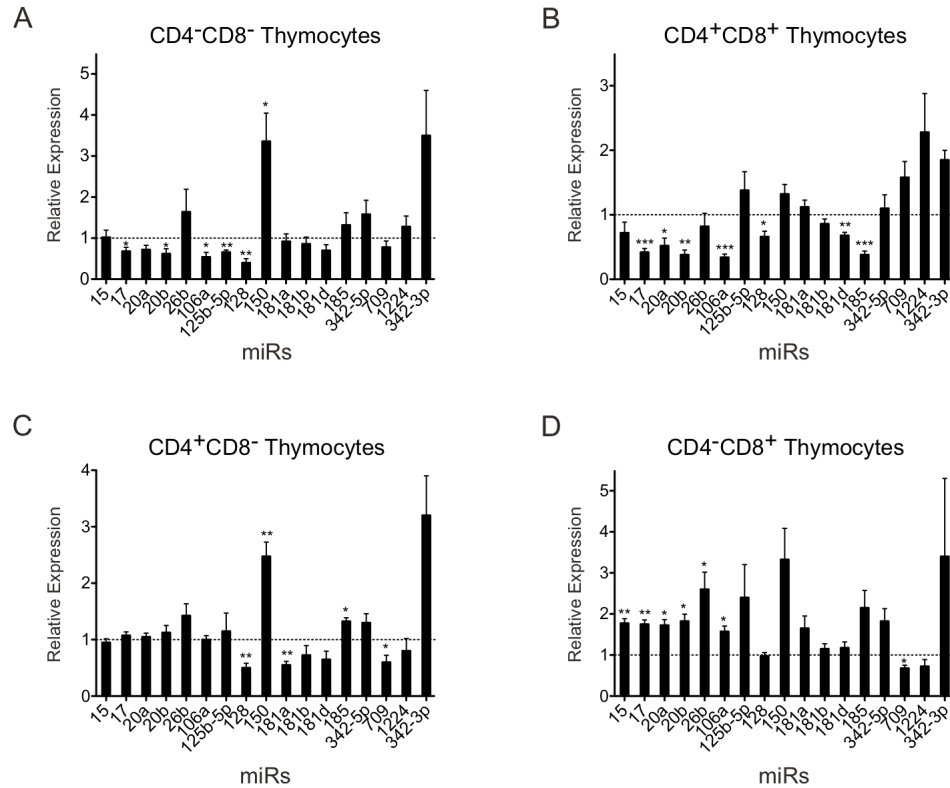 A
CD4-CD8- Thymocytes
Relative Expression
5
4
3
2
1
0
* * * ** ** *
15 17 20a 20b 26b 106a 125b-5p 128 150 181a 181b 181d 185 342-5p 709 1224 342-3p
miRs
B
CD4+CD8+ Thymocytes
Relative Expression
3
2
1
0
*** * ** *** * ** ***
15 17 20a 20b 26b 106a 125b-5p 128 150 181a 181b 181d 185 342-5p 709 1224 342-3p
miRs
C
CD4+CD8- Thymocytes
Relative Expression
4
3
2
1
0
** ** ** * *
15 17 20a 20b 26b 106a 125b-5p 128 150 181a 181b 181d 185 342-5p 709 1224 342-3p
miRs
D
CD4-CD8+ Thymocytes
Relative Expression
5
4
3
2
1
0
** ** * * * * *
15 17 20a 20b 26b 106a 125b-5p 128 150 181a 181b 181d 185 342-5p 709 1224 342-3p
miRs